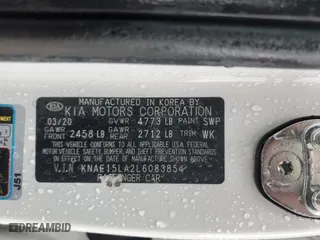 MANUFACTURED IN KOREA BY
KIA KIA MOTORS CORPORATION
03/20 GVWR 4773 LB PAINT SWP
GAWR FRONT 2458 LB GAWR REAR 2712 LB TRIM WK
THIS VEHICLE CONFORMS TO ALL APPLICABLE U.S.A FEDERAL
MOTOR VEHICLE SAFETY, BUMPER, AND THEFT PREVENTION
STANDARDS IN EFFECT ON THE DATE OF
MANUFACTURE SHOWN ABOVE.
V.I.N KNAE15LA2L6083854
PASSENGER CAR
J51
DREAMBID